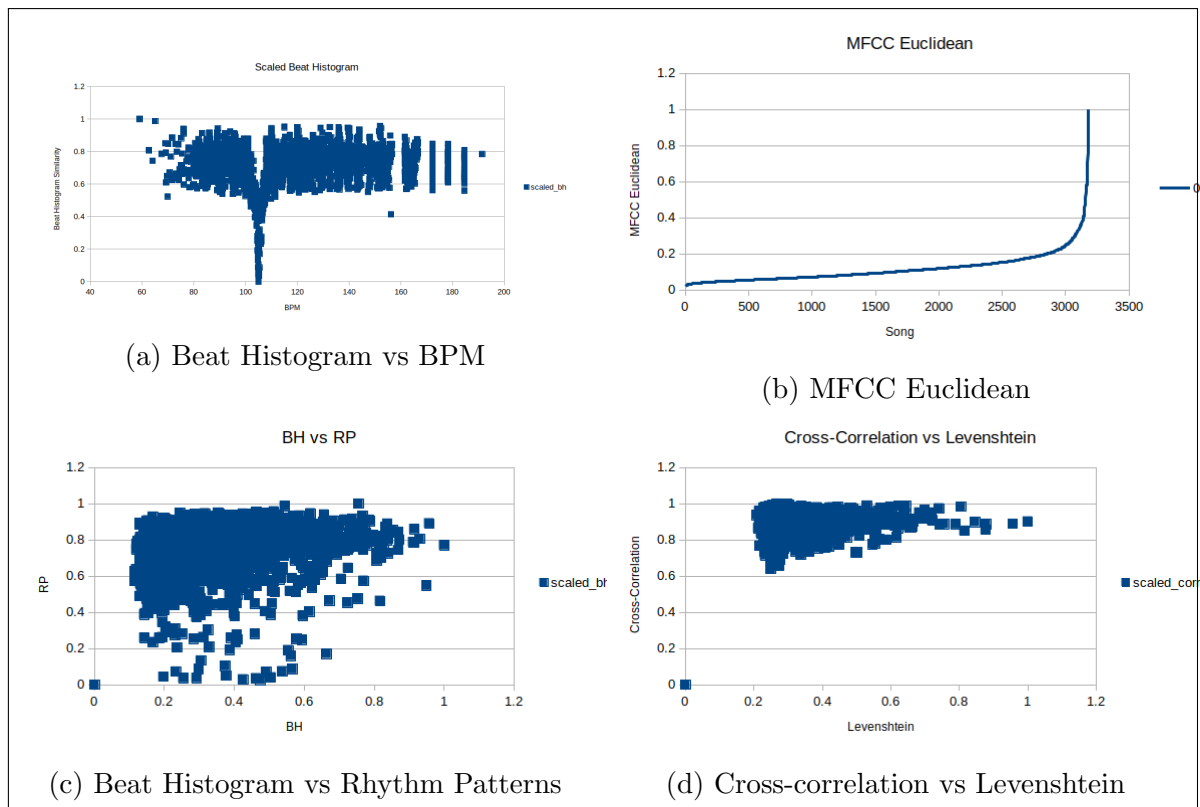 Scaled Beat Histogram
1.2
1
0.8
0.6
0.4
0.2
0
40 60 80 100 120 140 160 180 200
Beat Histogram Similarity
BPM
scaled_bh
(a) Beat Histogram vs BPM
MFCC Euclidean
1.2
1
0.8
0.6
0.4
0.2
0
0 500 1000 1500 2000 2500 3000 3500
MFCC Euclidean
Song
0
(b) MFCC Euclidean
BH vs RP
1.2
1
0.8
0.6
0.4
0.2
0
0 0.2 0.4 0.6 0.8 1 1.2
RP
BH
scaled_bh
(c) Beat Histogram vs Rhythm Patterns
Cross-Correlation vs Levenshtein
1.2
1
0.8
0.6
0.4
0.2
0
0 0.2 0.4 0.6 0.8 1 1.2
Cross-Correlation
Levenshtein
scaled_corr
(d) Cross-correlation vs Levenshtein